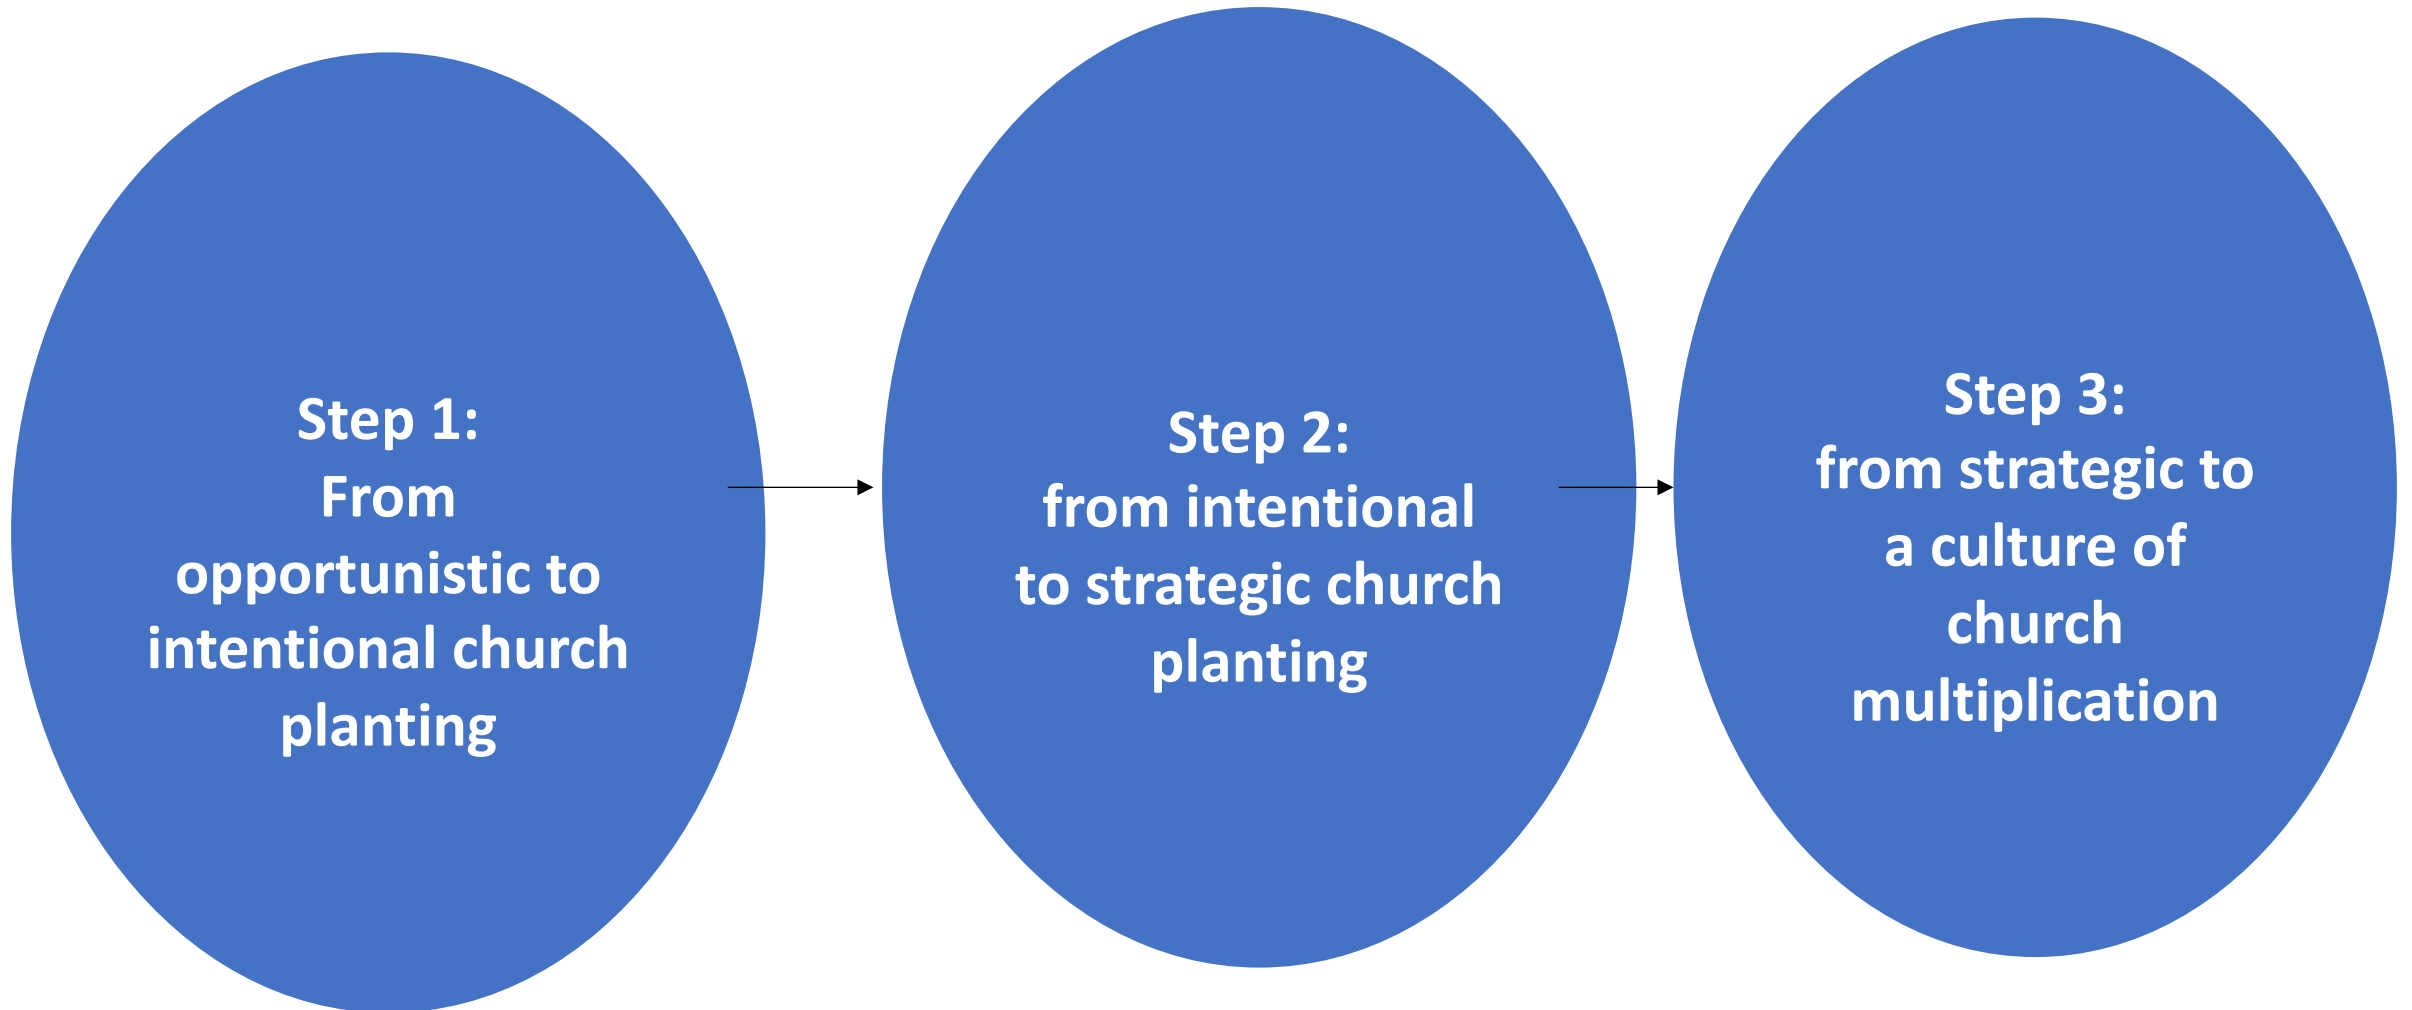 Step 1:
From
opportunistic to
intentional church
planting
Step 2:
from intentional
to strategic church
planting
Step 3:
from strategic to
a culture of
church
multiplication